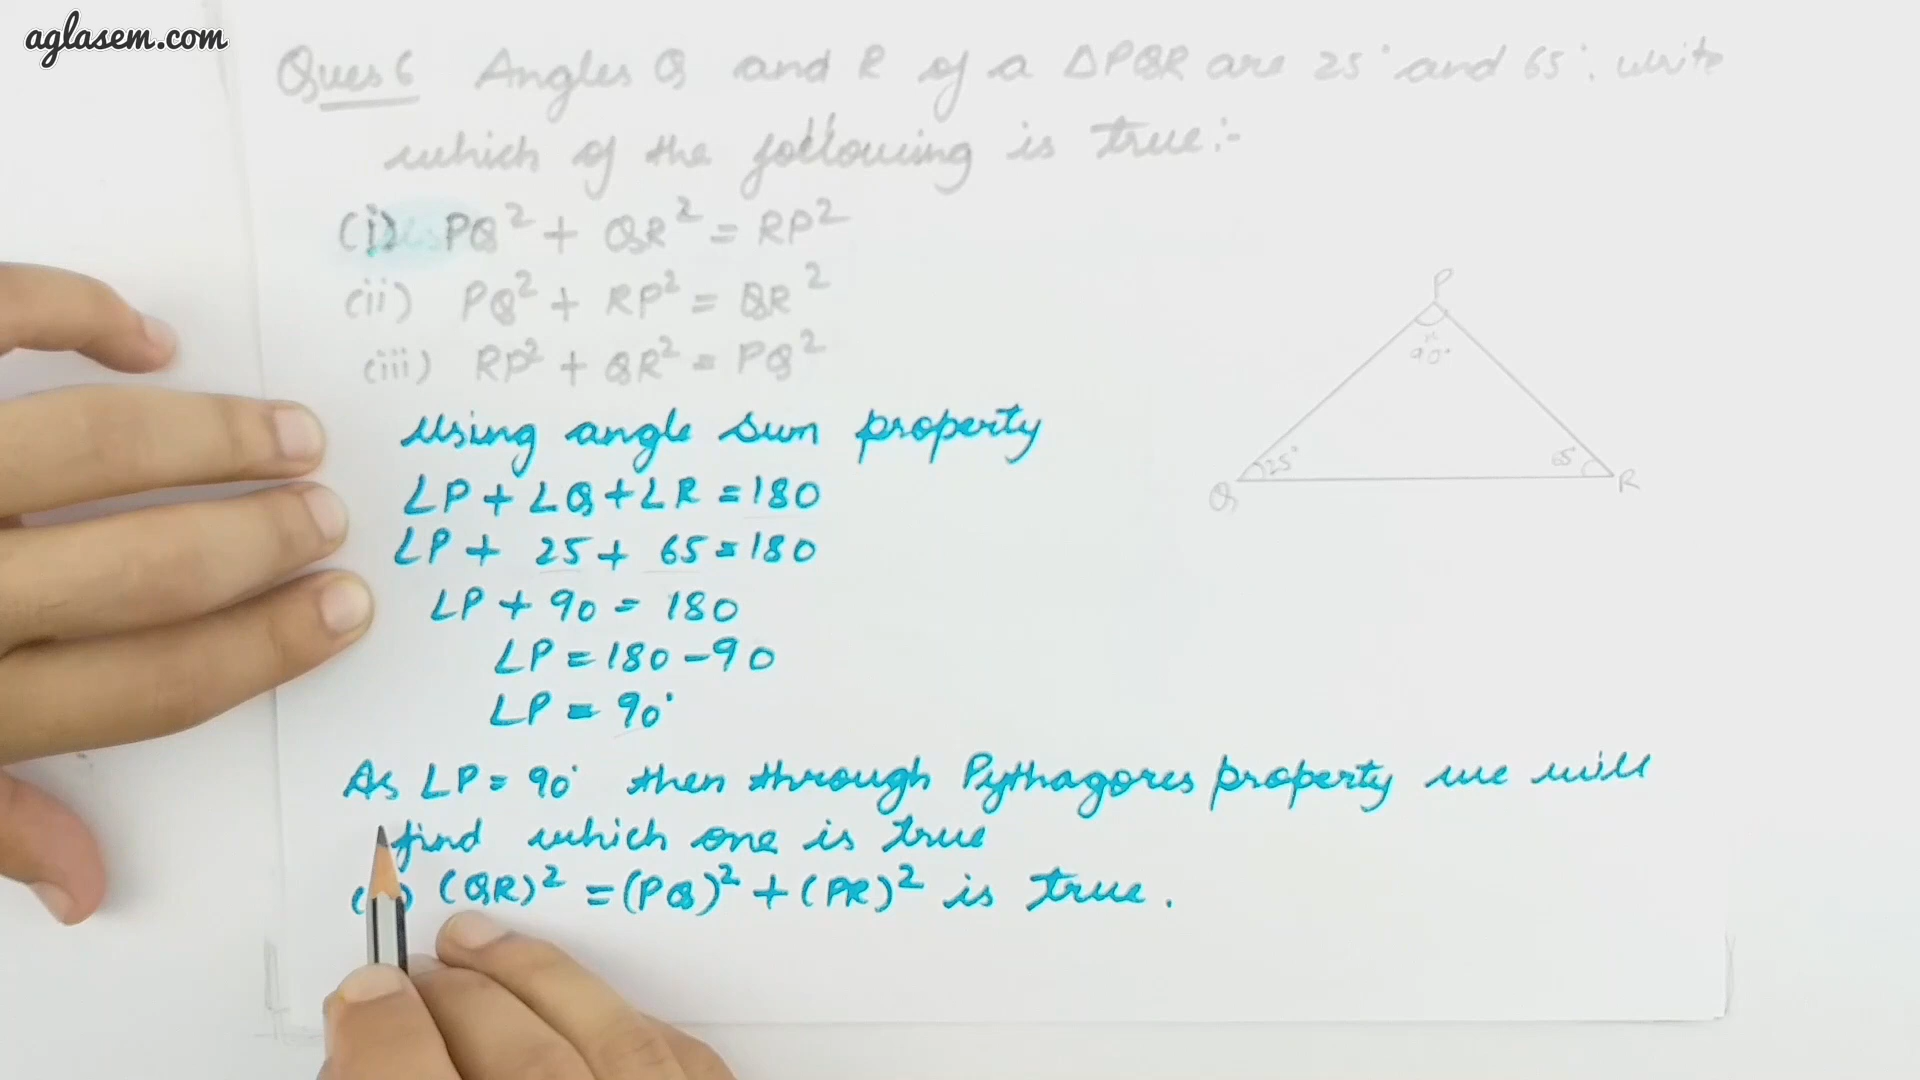 aglasem.com
Ques 6 Angles Q and R of a △PQR are 25° and 65°. write
which of the following is true:-
(i) PQ² + QR² = RP²
(ii) PQ² + RP² = QR²
(iii) RP² + QR² = PQ²
P
90°
25°
65°
Q
R
Using angle sum property
∠P + ∠Q + ∠R = 180
∠P + 25 + 65 = 180
∠P + 90 = 180
∠P = 180 - 90
∠P = 90°
As ∠P = 90° then through Pythagores property we will
find which one is true
(QR)² = (PQ)² + (PR)² is true.